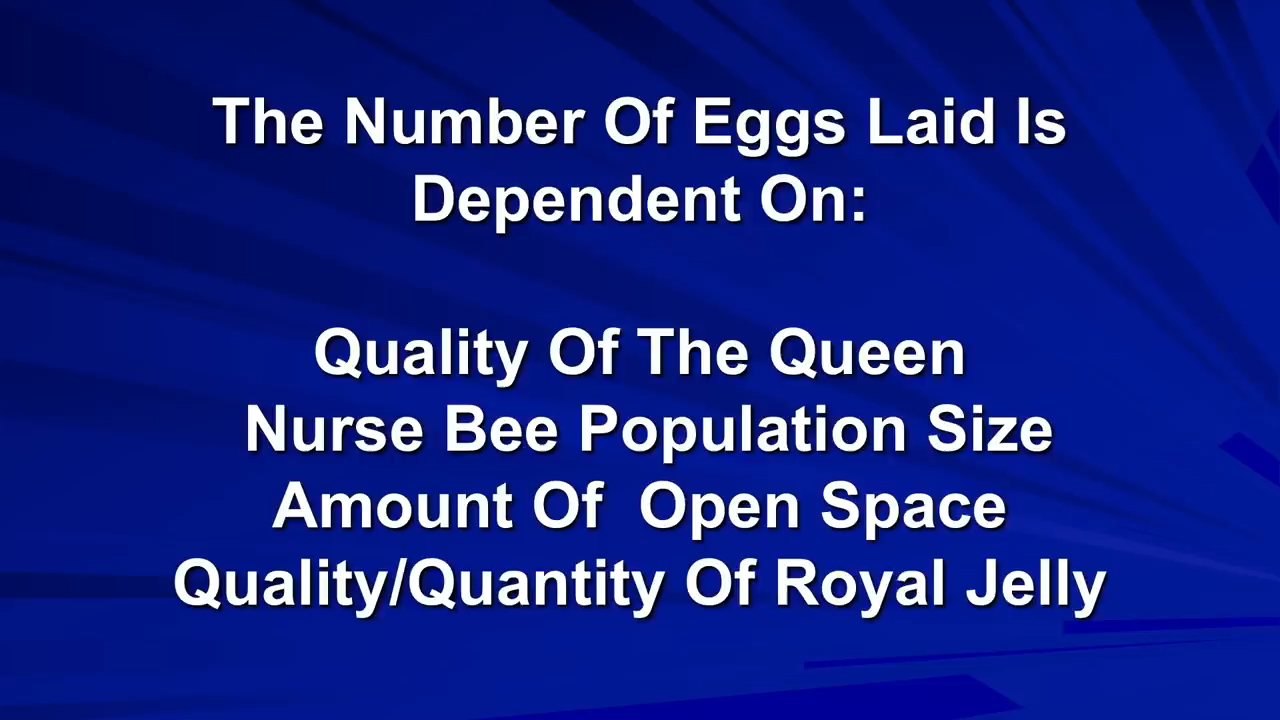 The Number Of Eggs Laid Is
Dependent On:
Quality Of The Queen
Nurse Bee Population Size
Amount Of  Open Space
Quality/Quantity Of Royal Jelly